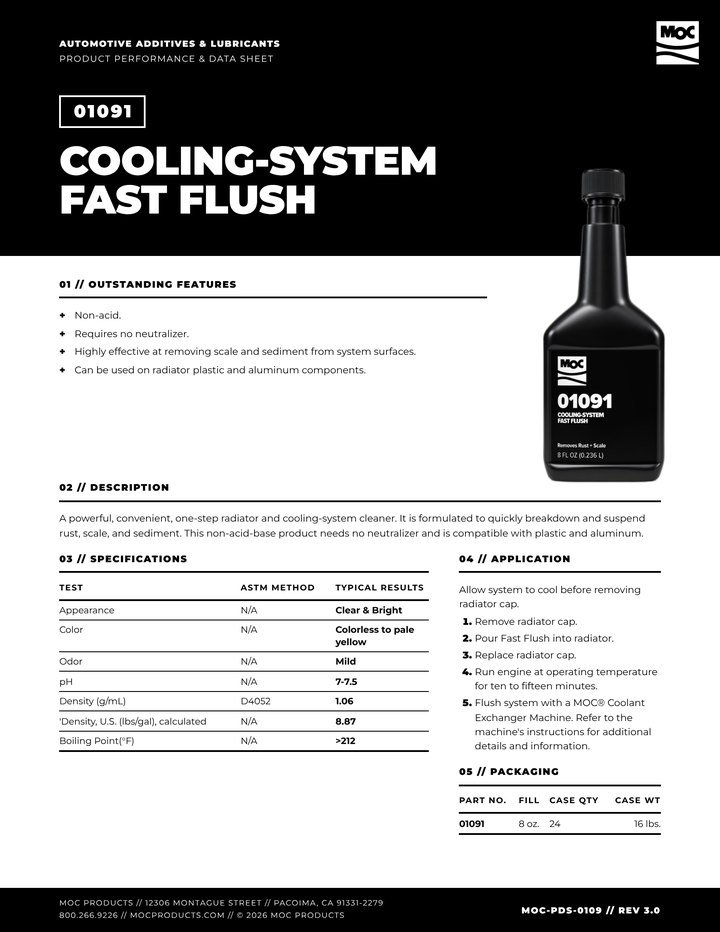 AUTOMOTIVE ADDITIVES & LUBRICANTS
PRODUCT PERFORMANCE & DATA SHEET
MOC
01091
COOLING-SYSTEM
FAST FLUSH
01 // OUTSTANDING FEATURES
+ Non-acid.
+ Requires no neutralizer.
+ Highly effective at removing scale and sediment from system surfaces.
+ Can be used on radiator plastic and aluminum components.
MOC
01091
COOLING-SYSTEM
FAST FLUSH
Removes Rust + Scale
8 FL OZ (0.236 L)
02 // DESCRIPTION
A powerful, convenient, one-step radiator and cooling-system cleaner. It is formulated to quickly breakdown and suspend
rust, scale, and sediment. This non-acid-base product needs no neutralizer and is compatible with plastic and aluminum.
03 // SPECIFICATIONS
TEST ASTM METHOD TYPICAL RESULTS
Appearance N/A Clear & Bright
Color N/A Colorless to pale
yellow
Odor N/A Mild
pH N/A 7-7.5
Density (g/mL) D4052 1.06
'Density, U.S. (lbs/gal), calculated N/A 8.87
Boiling Point(°F) N/A >212
04 // APPLICATION
Allow system to cool before removing
radiator cap.
1. Remove radiator cap.
2. Pour Fast Flush into radiator.
3. Replace radiator cap.
4. Run engine at operating temperature
for ten to fifteen minutes.
5. Flush system with a MOC® Coolant
Exchanger Machine. Refer to the
machine's instructions for additional
details and information.
05 // PACKAGING
PART NO. FILL CASE QTY CASE WT
01091 8 oz. 24 16 lbs.
MOC PRODUCTS // 12306 MONTAGUE STREET // PACOIMA, CA 91331-2279
800.266.9226 // MOCPRODUCTS.COM // © 2026 MOC PRODUCTS
MOC-PDS-0109 // REV 3.0